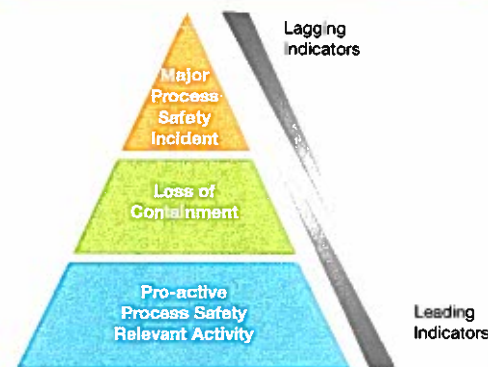 Lagging
Indicators
Major
Process
Safety
Incident
Loss of
Containment
Pro-active
Process Safety
Relevant Activity
Leading
Indicators